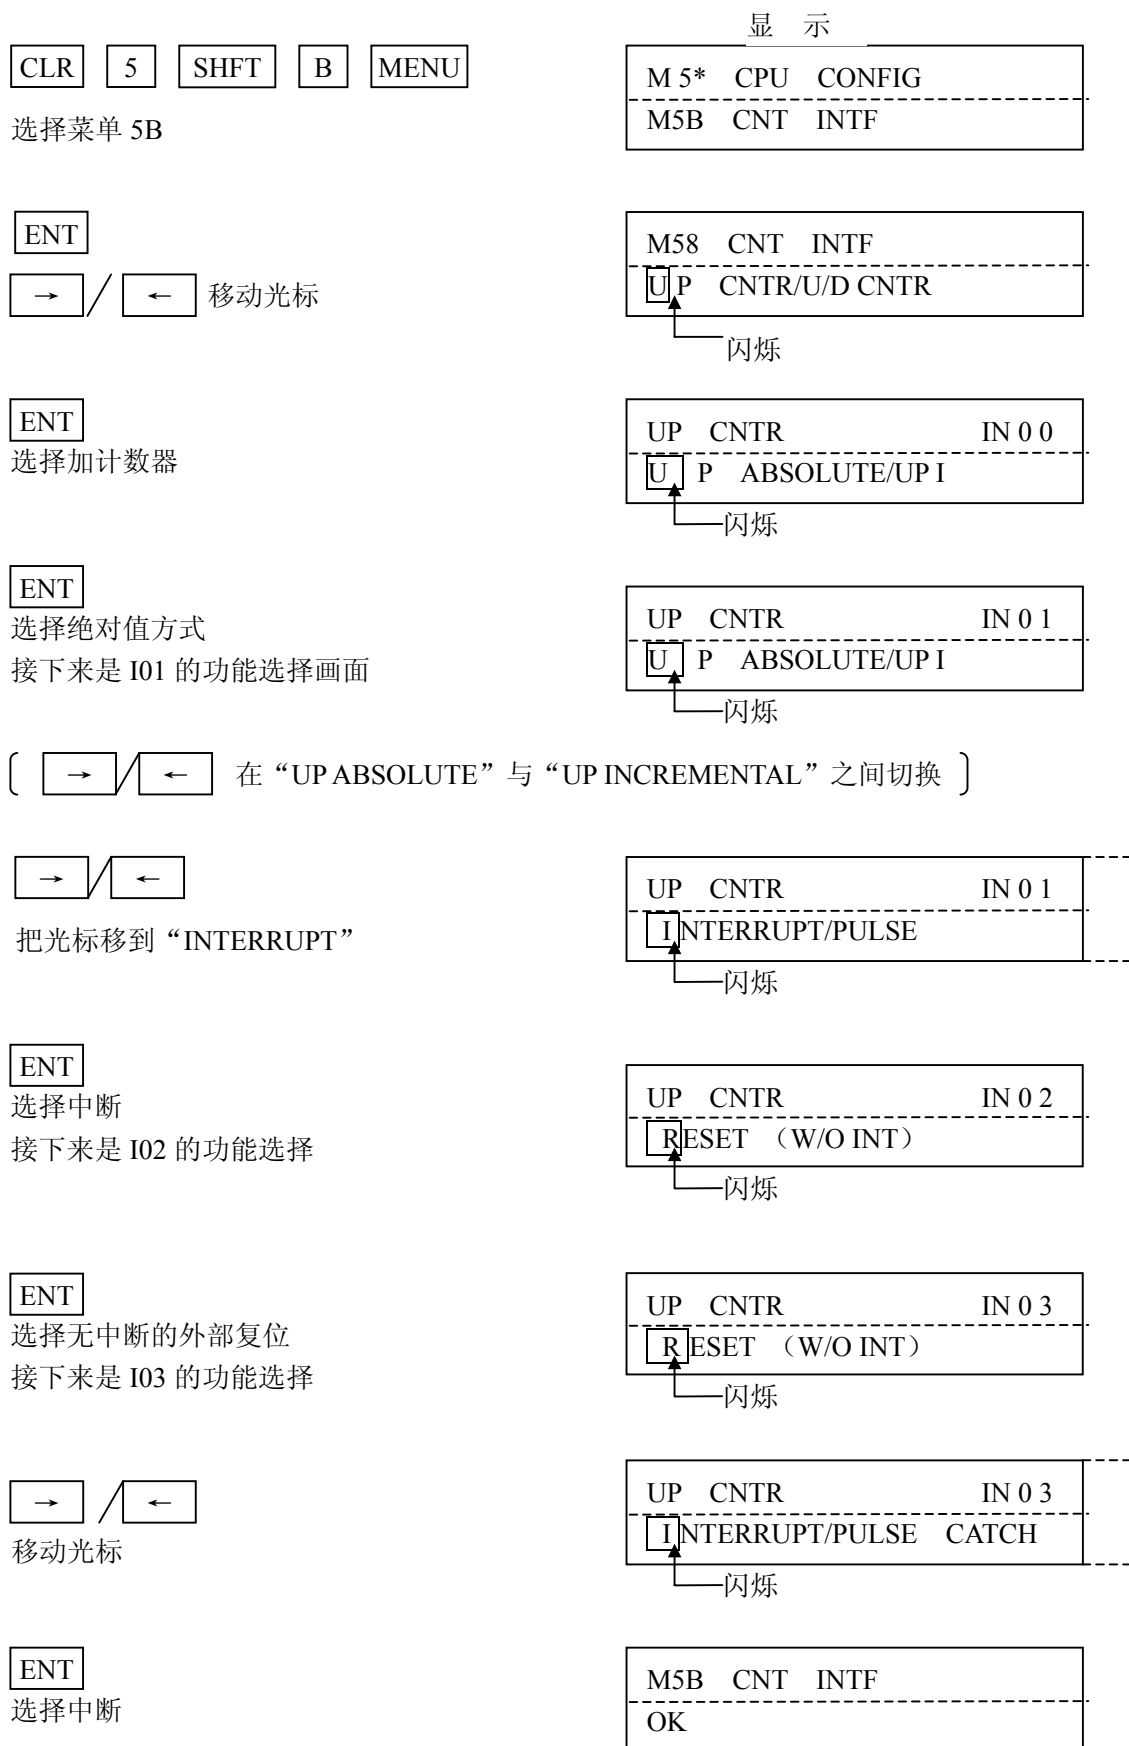 显 示
CLR 5 SHFT B MENU
M 5* CPU CONFIG
选择菜单 5B
M5B CNT INTF
ENT
M58 CNT INTF
→ / ← 移动光标
U P CNTR/U/D CNTR
闪烁
ENT
UP CNTR IN 0 0
选择加计数器
U P ABSOLUTE/UP I
闪烁
ENT
选择绝对值方式
UP CNTR IN 0 1
接下来是 I01 的功能选择画面
U P ABSOLUTE/UP I
闪烁
〔 → / ← 在“UP ABSOLUTE”与“UP INCREMENTAL”之间切换 〕
→ / ←
UP CNTR IN 0 1
把光标移到“INTERRUPT”
INTERRUPT/PULSE
闪烁
ENT
选择中断
UP CNTR IN 0 2
接下来是 I02 的功能选择
RESET （W/O INT）
闪烁
ENT
选择无中断的外部复位
UP CNTR IN 0 3
接下来是 I03 的功能选择
RESET （W/O INT）
闪烁
→ / ←
UP CNTR IN 0 3
移动光标
INTERRUPT/PULSE CATCH
闪烁
ENT
选择中断
M5B CNT INTF
OK